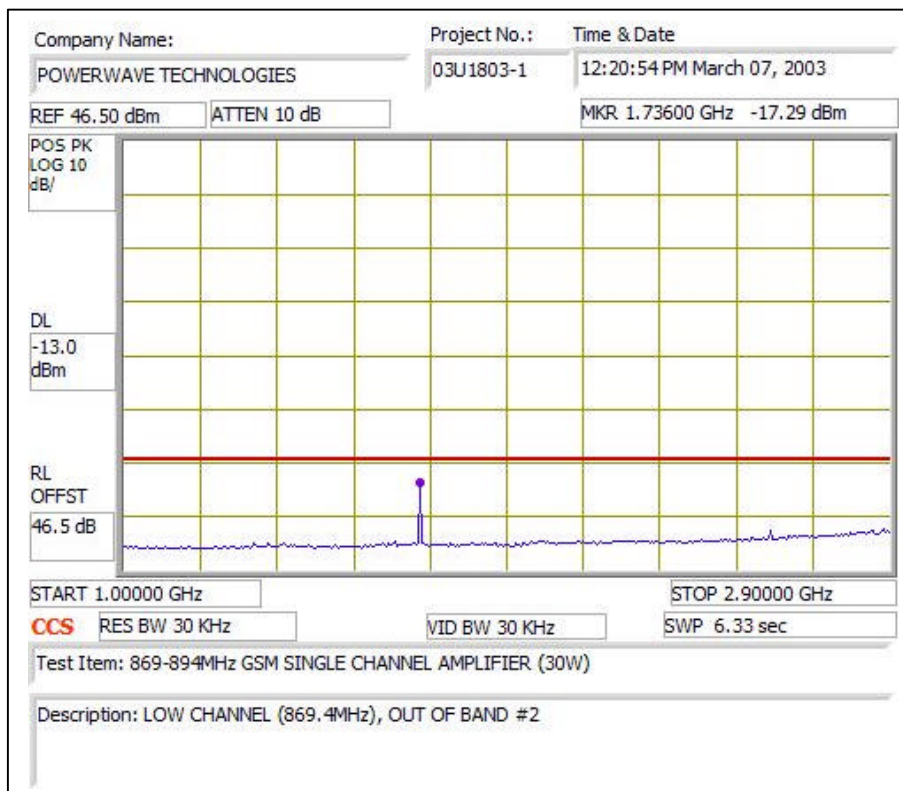 Company Name:
Project No.:
Time & Date
POWERWAVE TECHNOLOGIES
03U1803-1
12:20:54 PM March 07, 2003
REF 46.50 dBm
ATTEN 10 dB
MKR 1.73600 GHz -17.29 dBm
POS PK
LOG 10
dB/
DL
-13.0
dBm
RL
OFFST
46.5 dB
START 1.00000 GHz
STOP 2.90000 GHz
CCS
RES BW 30 KHz
VID BW 30 KHz
SWP 6.33 sec
Test Item: 869-894MHz GSM SINGLE CHANNEL AMPLIFIER (30W)
Description: LOW CHANNEL (869.4MHz), OUT OF BAND #2